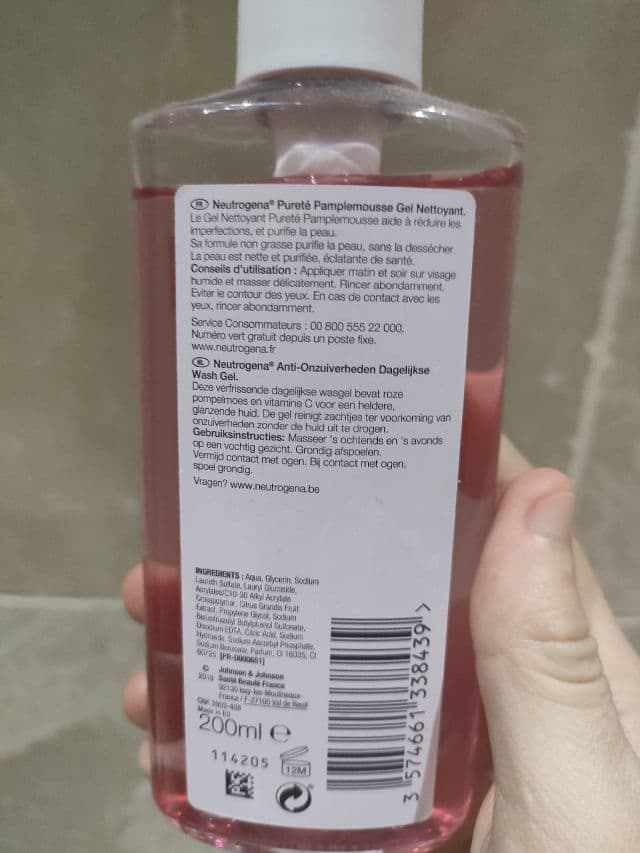 FR Neutrogena® Pureté Pamplemousse Gel Nettoyant.
Le Gel Nettoyant Pureté Pamplemousse aide à réduire les
imperfections, et purifie la peau.
Sa formule non grasse purifie la peau, sans la dessécher.
La peau est nette et purifiée, éclatante de santé.
Conseils d'utilisation : Appliquer matin et soir sur visage
humide et masser délicatement. Rincer abondamment.
Eviter le contour des yeux. En cas de contact avec les
yeux, rincer abondamment.
Service Consommateurs : 00 800 555 22 000.
Numéro vert gratuit depuis un poste fixe.
www.neutrogena.fr
NL Neutrogena® Anti-Onzuiverheden Dagelijkse
Wash Gel.
Deze verfrissende dagelijkse wasgel bevat roze
pompelmoes en vitamine C voor een heldere,
glanzende huid. De gel reinigt zachtjes ter voorkoming van
onzuiverheden zonder de huid uit te drogen.
Gebruiksinstructies: Masseer 's ochtends en 's avonds
op een vochtig gezicht. Grondig afspoelen.
Vermijd contact met ogen. Bij contact met ogen,
spoel grondig.
Vragen? www.neutrogena.be
INGREDIENTS : Aqua, Glycerin, Sodium
Laureth Sulfate, Lauryl Glucoside,
Acrylates/C10-30 Alkyl Acrylate
Crosspolymer, Citrus Grandis Fruit
Extract, Propylene Glycol, Sodium
Benzotriazolyl Butylphenol Sulfonate,
Disodium EDTA, Citric Acid, Sodium
Hydroxide, Sodium Ascorbyl Phosphate,
Sodium Benzoate, Parfum, CI 16035, CI
60725 [PR-0000651]
© Johnson & Johnson
2019 Santé Beauté France
92130 Issy-les-Moulineaux-
France / F-27100 Val de Reuil
Made in EU
200ml e
114205
12M
3 574661 338439 >